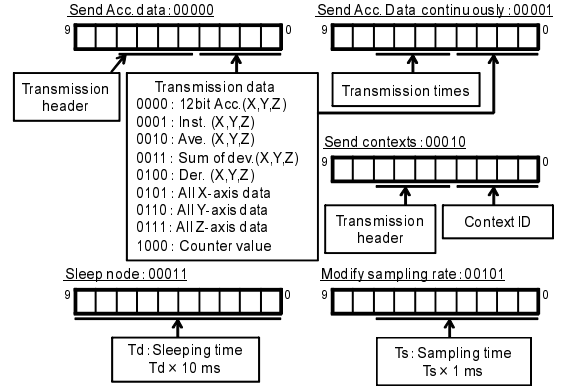 Send Acc. data:00000
9 0
Transmission
header
Transmission data
0000: 12bit Acc.(X,Y,Z)
0001: Inst. (X,Y,Z)
0010: Ave. (X,Y,Z)
0011: Sum of dev.(X,Y,Z)
0100: Der. (X,Y,Z)
0101: All X-axis data
0110: All Y-axis data
0111: All Z-axis data
1000: Counter value
Send Acc. Data continuously:00001
9 0
Transmission times
Send contexts:00010
9 0
Transmission
header
Context ID
Sleep node:00011
9 0
Td: Sleeping time
Td × 10 ms
Modify sampling rate:00101
9 0
Ts: Sampling time
Ts × 1 ms